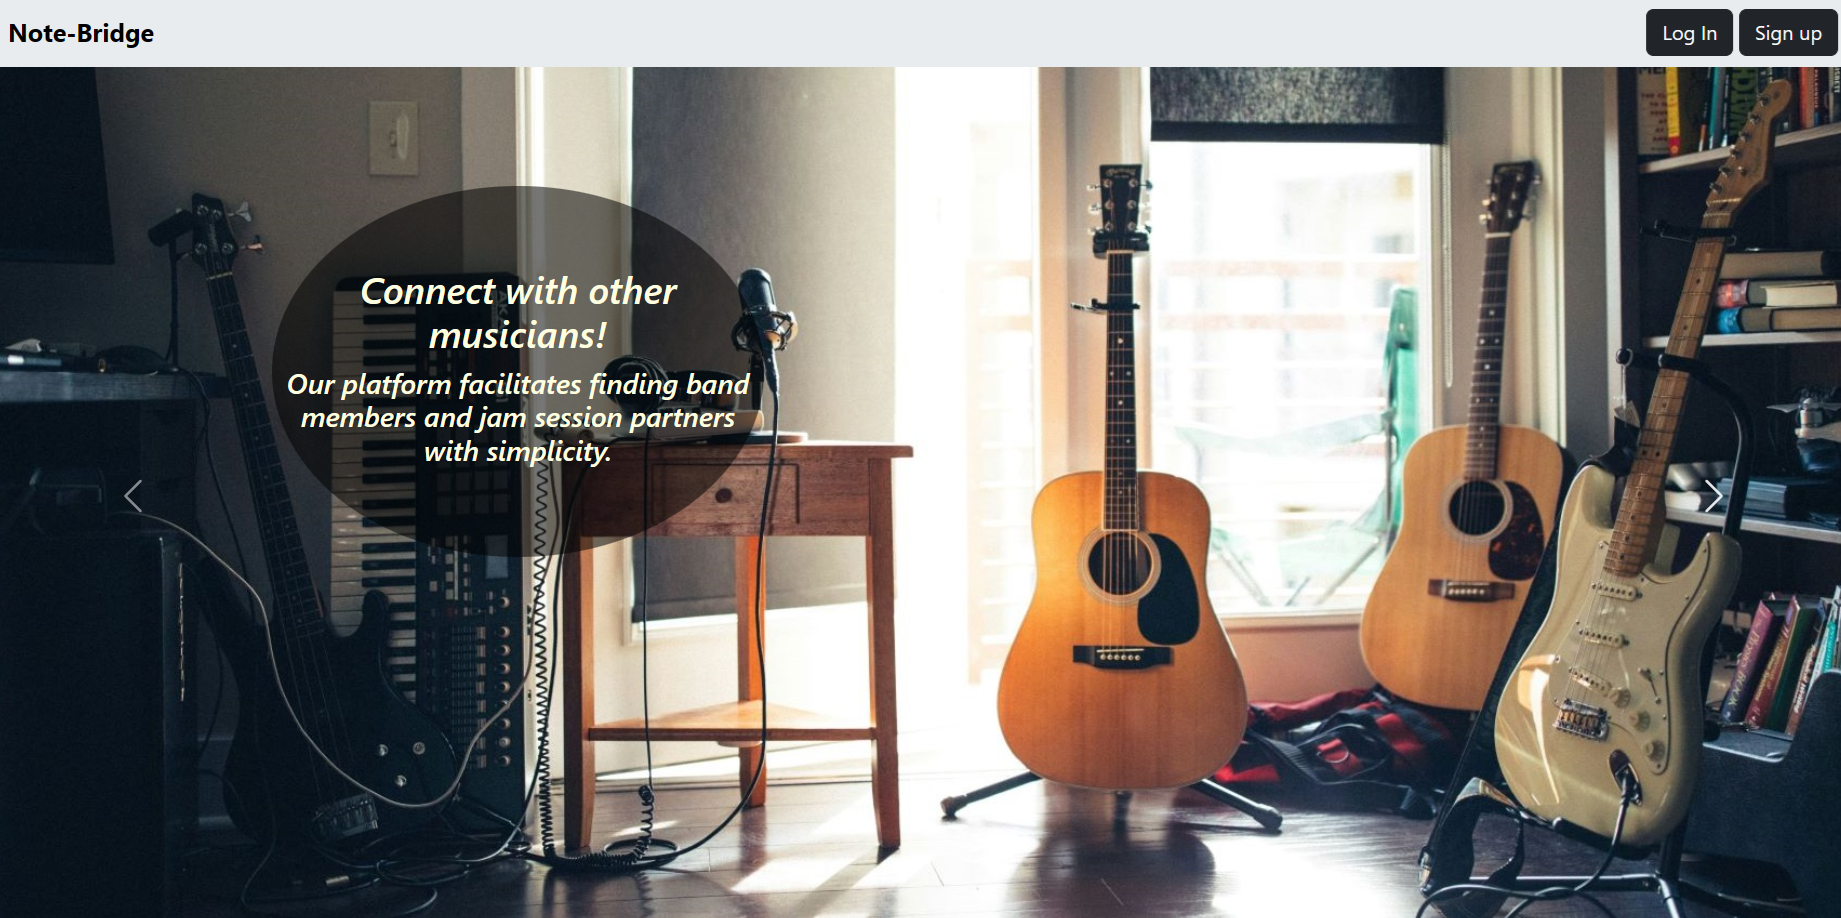 Note-Bridge
Log In
Sign up
Connect with other
musicians!
Our platform facilitates finding band
members and jam session partners
with simplicity.